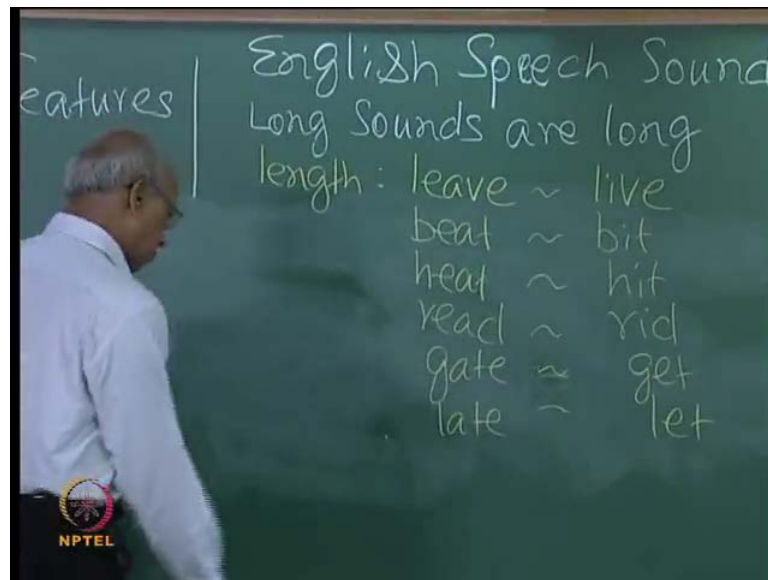 eatures
English Speech Sound
Long Sounds are long
length : leave ~ live
beat ~ bit
heat ~ hit
read ~ rid
gate ~ get
late ~ let
NPTEL